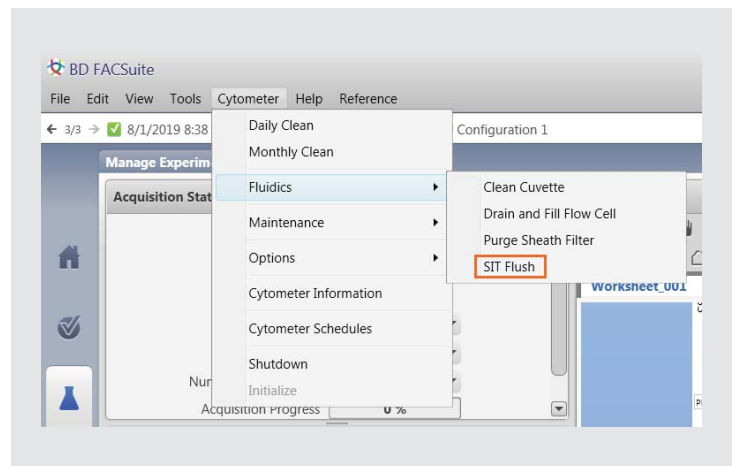 BD FACSuite
File Edit View Tools Cytometer Help Reference
3/3 8/1/2019 8:38 Configuration 1
Daily Clean
Monthly Clean
Manage Experim
Fluidics
Acquisition Stat
Maintenance
Options
Cytometer Information
Cytometer Schedules
Shutdown
Initialize
Nur
Acquisition Progress 0 %
Clean Cuvette
Drain and Fill Flow Cell
Purge Sheath Filter
SIT Flush
Worksheet_001